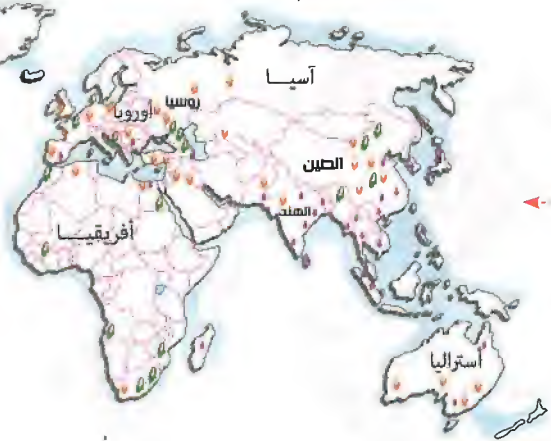 آسيـــا
روسيا
أوروبا
الصين
الهند
أفريقيـــا
أستراليا